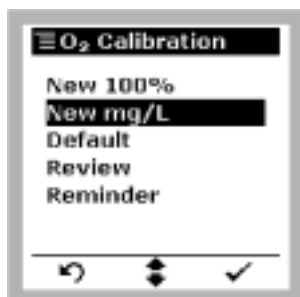 O₂ Calibration
New 100%
New mg/L
Default
Review
Reminder